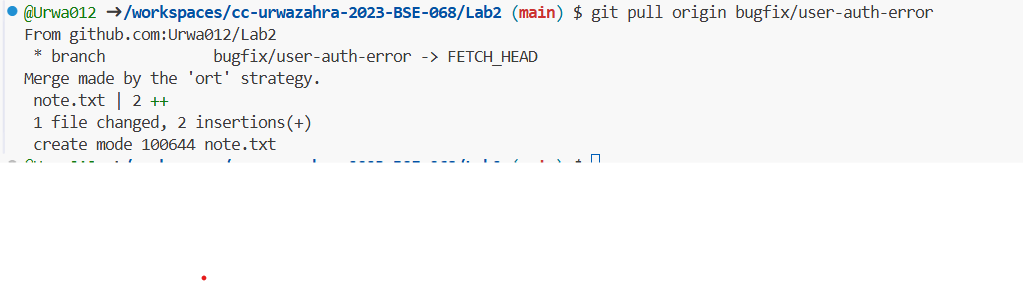 @Urwa012 →/workspaces/cc-urwazahra-2023-BSE-068/Lab2 (main) $ git pull origin bugfix/user-auth-error
From github.com:Urwa012/Lab2
 * branch            bugfix/user-auth-error -> FETCH_HEAD
Merge made by the 'ort' strategy.
 note.txt | 2 ++
 1 file changed, 2 insertions(+)
 create mode 100644 note.txt